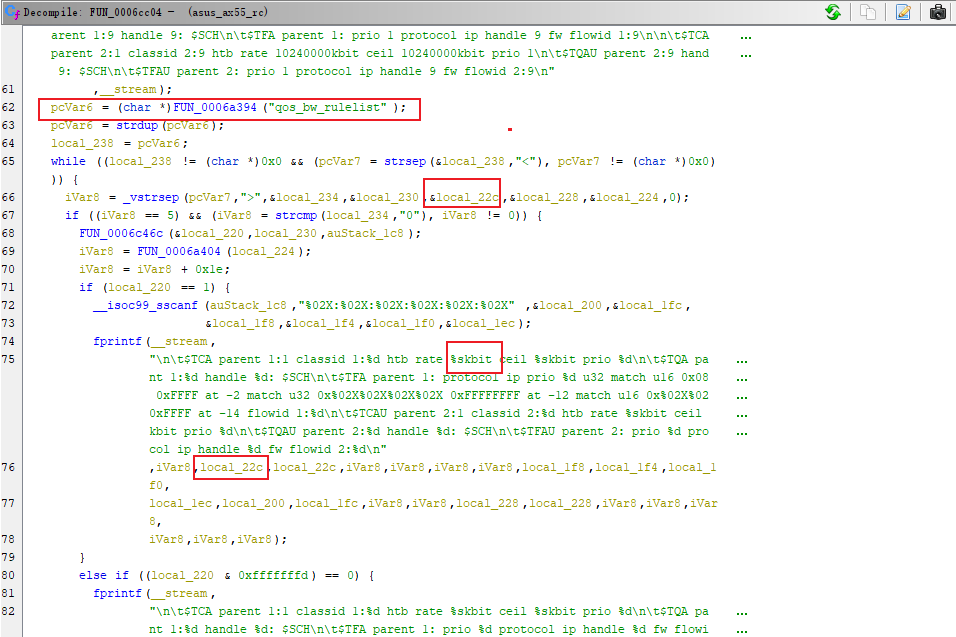 Decompile: FUN_0006cc04 - (asus_ax55_rc)
arent 1:9 handle 9: $SCH\n\t$TFA parent 1: prio 1 protocol ip handle 9 fw flowid 1:9\n\n\t$TCA ...
parent 2:1 classid 2:9 htb rate 10240000kbit ceil 10240000kbit prio 1\n\t$TQAU parent 2:9 hand ...
9: $SCH\n\t$TFAU parent 2: prio 1 protocol ip handle 9 fw flowid 2:9\n"
61 ,__stream);
62 pcVar6 = (char *)FUN_0006a394("qos_bw_rulelist");
63 pcVar6 = strdup(pcVar6);
64 local_238 = pcVar6;
65 while ((local_238 != (char *)0x0 && (pcVar7 = strsep(&local_238,"<"), pcVar7 != (char *)0x0)
)) {
66 iVar8 = _vstrsep(pcVar7,">",&local_234,&local_230,&local_22c,&local_228,&local_224,0);
67 if ((iVar8 == 5) && (iVar8 = strcmp(local_234,"0"), iVar8 != 0)) {
68 FUN_0006c46c(&local_220,local_230,auStack_1c8);
69 iVar8 = FUN_0006a404(local_224);
70 iVar8 = iVar8 + 0x1e;
71 if (local_220 == 1) {
72 __isoc99_sscanf(auStack_1c8,"%02X:%02X:%02X:%02X:%02X:%02X",&local_200,&local_1fc,
73 &local_1f8,&local_1f4,&local_1f0,&local_1ec);
74 fprintf(__stream,
75 "\n\t$TCA parent 1:1 classid 1:%d htb rate %skbit ceil %skbit prio %d\n\t$TQA pa ...
nt 1:%d handle %d: $SCH\n\t$TFA parent 1: protocol ip prio %d u32 match u16 0x08 ...
0xFFFF at -2 match u32 0x%02X%02X%02X%02X 0xFFFFFFFF at -12 match u16 0x%02X%02 ...
0xFFFF at -14 flowid 1:%d\n\t$TCAU parent 2:1 classid 2:%d htb rate %skbit ceil ...
kbit prio %d\n\t$TQAU parent 2:%d handle %d: $SCH\n\t$TFAU parent 2: prio %d pro ...
col ip handle %d fw flowid 2:%d\n"
76 ,iVar8,local_22c,local_22c,iVar8,iVar8,iVar8,iVar8,local_1f8,local_1f4,local_1
f0,
77 local_1ec,local_200,local_1fc,iVar8,iVar8,local_228,local_228,iVar8,iVar8,iVar
8,
78 iVar8,iVar8,iVar8);
79 }
80 else if ((local_220 & 0xfffffffd) == 0) {
81 fprintf(__stream,
82 "\n\t$TCA parent 1:1 classid 1:%d htb rate %skbit ceil %skbit prio %d\n\t$TQA pa ...
nt 1:%d handle %d: $SCH\n\t$TFA parent 1: prio %d protocol ip handle %d fw flowi ...